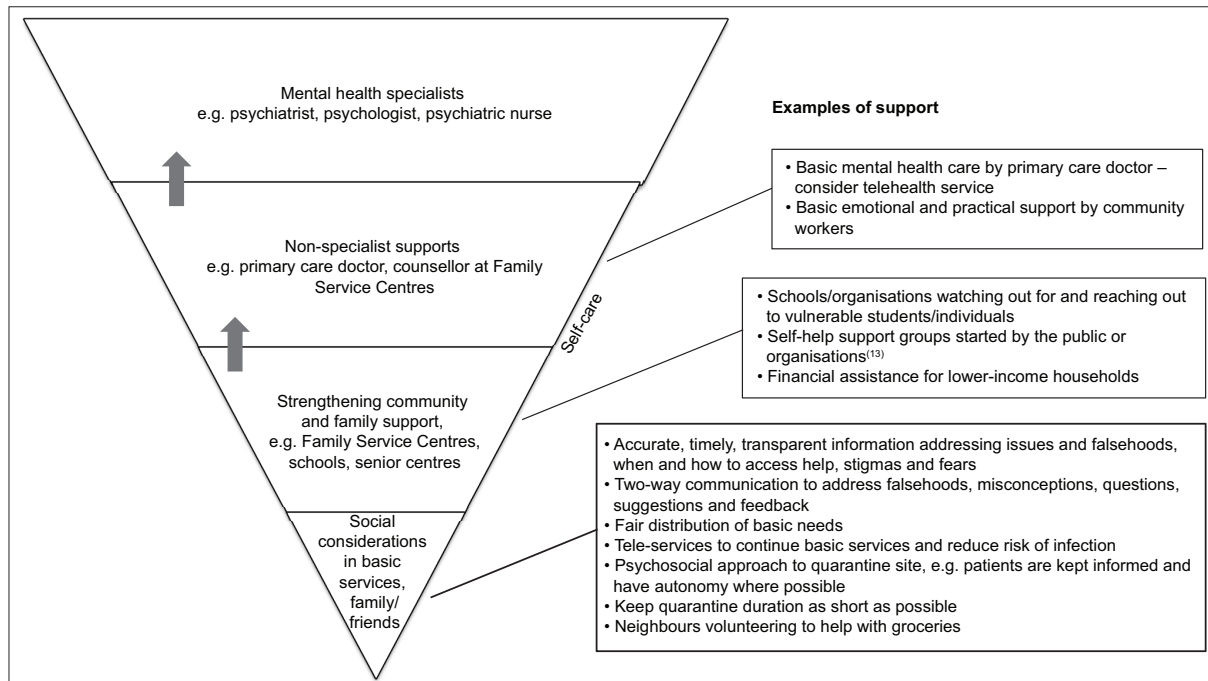 Mental health specialists
e.g. psychiatrist, psychologist, psychiatric nurse
Non-specialist supports
e.g. primary care doctor, counsellor at Family
Service Centres
Strengthening community
and family support,
e.g. Family Service Centres,
schools, senior centres
Social
considerations
in basic
services,
family/
friends
Self-care
Examples of support
• Basic mental health care by primary care doctor –
consider telehealth service
• Basic emotional and practical support by community
workers
• Schools/organisations watching out for and reaching out
to vulnerable students/individuals
• Self-help support groups started by the public or
organisations(13)
• Financial assistance for lower-income households
• Accurate, timely, transparent information addressing issues and falsehoods,
when and how to access help, stigmas and fears
• Two-way communication to address falsehoods, misconceptions, questions,
suggestions and feedback
• Fair distribution of basic needs
• Tele-services to continue basic services and reduce risk of infection
• Psychosocial approach to quarantine site, e.g. patients are kept informed and
have autonomy where possible
• Keep quarantine duration as short as possible
• Neighbours volunteering to help with groceries